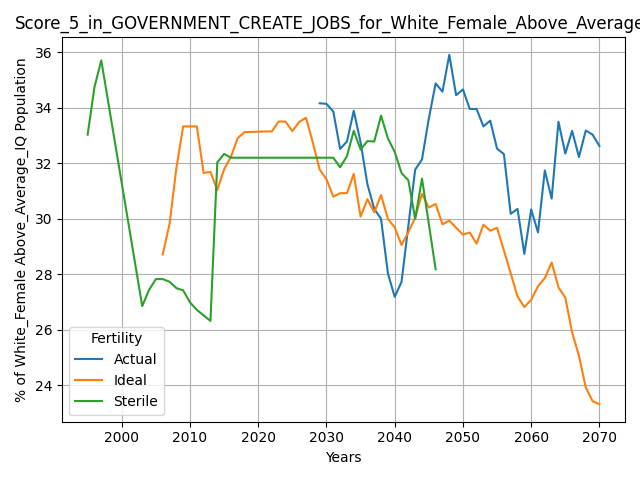 Score_5_in_GOVERNMENT_CREATE_JOBS_for_White_Female_Above_Average
% of White_Female Above_Average_IQ Population
36
34
32
30
28
26
24
Fertility
Actual
Ideal
Sterile
2000 2010 2020 2030 2040 2050 2060 2070
Years